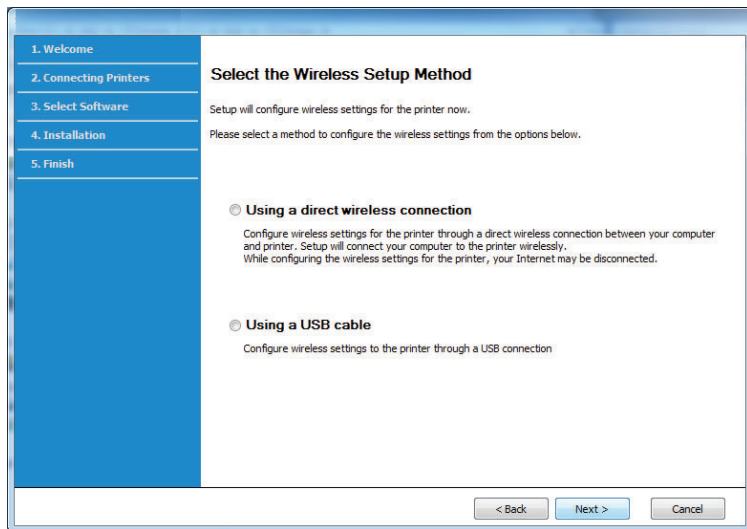 1. Welcome
2. Connecting Printers
3. Select Software
4. Installation
5. Finish
Select the Wireless Setup Method
Setup will configure wireless settings for the printer now.
Please select a method to configure the wireless settings from the options below.
Using a direct wireless connection
Configure wireless settings for the printer through a direct wireless connection between your computer
and printer. Setup will connect your computer to the printer wirelessly.
While configuring the wireless settings for the printer, your Internet may be disconnected.
Using a USB cable
Configure wireless settings to the printer through a USB connection
< Back
Next >
Cancel